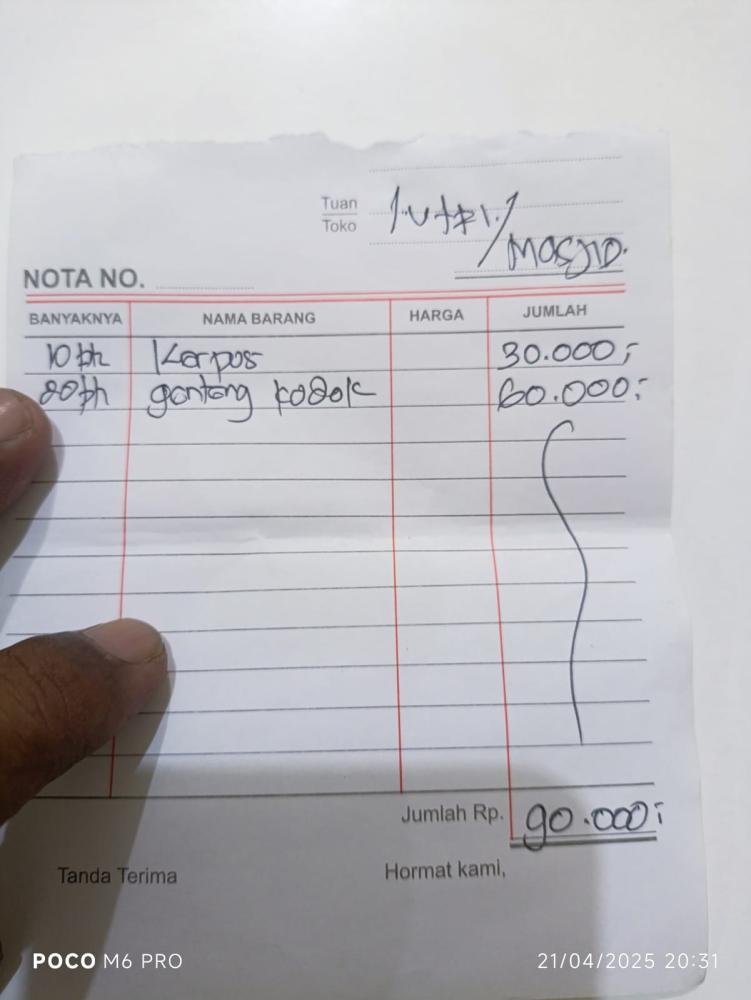 Tuan
Toko
/ Masjid.
NOTA NO.
BANYAKNYA NAMA BARANG HARGA JUMLAH
10 bh Kerpus 30.000,-
20 bh genteng kodok 60.000,-
Jumlah Rp. 90.000,-
Tanda Terima Hormat kami,
POCO M6 PRO 21/04/2025 20:31